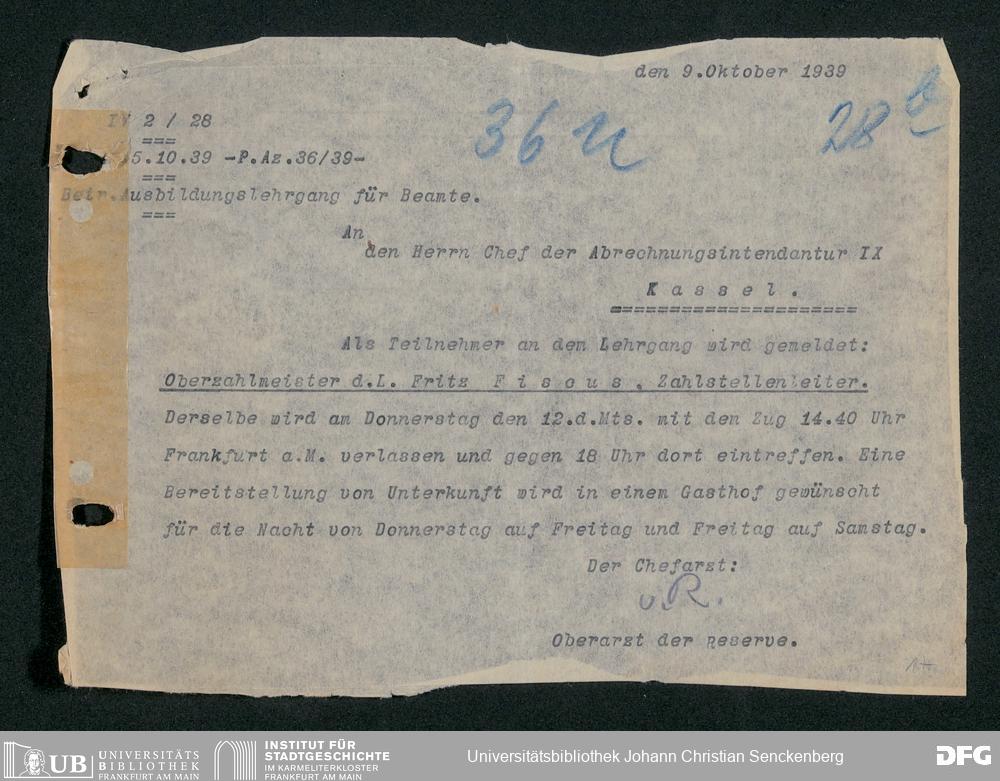 den 9.Oktober 1939
36 u
28 b
IV 2 / 28
===
5.10.39 -P.Az.36/39-
===
Betr.Ausbildungslehrgang für Beamte.
===
An
den Herrn Chef der Abrechnungsintendantur IX
K a s s e l .
=====================
Als Teilnehmer an dem Lehrgang wird gemeldet:
Oberzahlmeister d.L. Fritz F i s c u s , Zahlstellenleiter.
Derselbe wird am Donnerstag den 12.d.Mts. mit dem Zug 14.40 Uhr
Frankfurt a.M. verlassen und gegen 18 Uhr dort eintreffen. Eine
Bereitstellung von Unterkunft wird in einem Gasthof gewünscht
für die Nacht von Donnerstag auf Freitag und Freitag auf Samstag.
Der Chefarzt:
v.R.
Oberarzt der Reserve.
UB UNIVERSITÄTS BIBLIOTHEK FRANKFURT AM MAIN
INSTITUT FÜR STADTGESCHICHTE IM KARMELITERKLOSTER FRANKFURT AM MAIN
Universitätsbibliothek Johann Christian Senckenberg
DFG